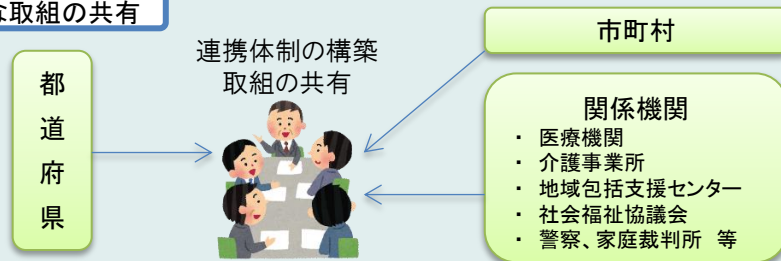 な取組の共有
連携体制の構築
取組の共有
都
道
府
県
市町村
関係機関
・ 医療機関
・ 介護事業所
・ 地域包括支援センター
・ 社会福祉協議会
・ 警察、家庭裁判所 等